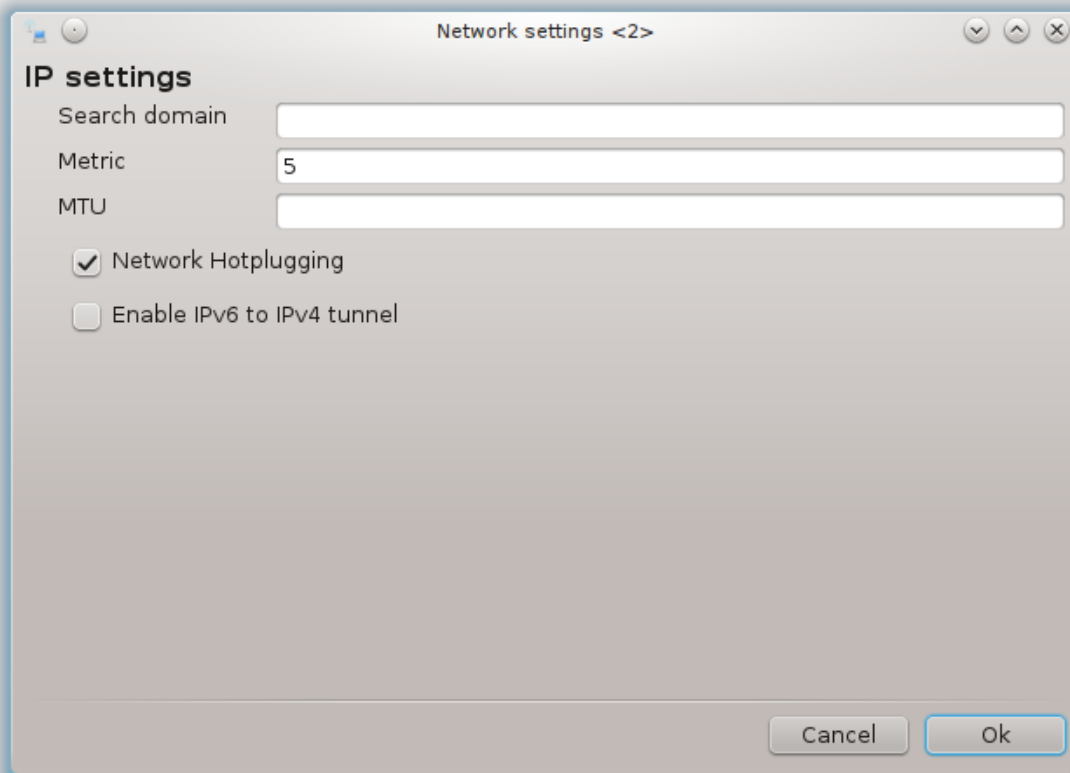 Network settings <2>
IP settings
Search domain
Metric
5
MTU
Network Hotplugging
Enable IPv6 to IPv4 tunnel
Cancel
Ok